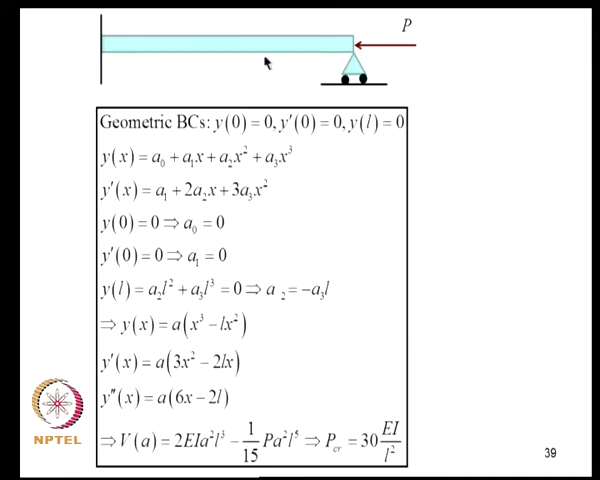 P
Geometric BCs: y(0) = 0, y′(0) = 0, y(l) = 0
y(x) = a₀ + a₁x + a₂x² + a₃x³
y′(x) = a₁ + 2a₂x + 3a₃x²
y(0) = 0 ⇒ a₀ = 0
y′(0) = 0 ⇒ a₁ = 0
y(l) = a₂l² + a₃l³ = 0 ⇒ a ₂ = −a₃l
⇒ y(x) = a(x³ − lx²)
y′(x) = a(3x² − 2lx)
y″(x) = a(6x − 2l)
⇒ V(a) = 2EIa²l³ − 1/15 Pa²l⁵ ⇒ P_cr = 30 EI/l²
NPTEL
39